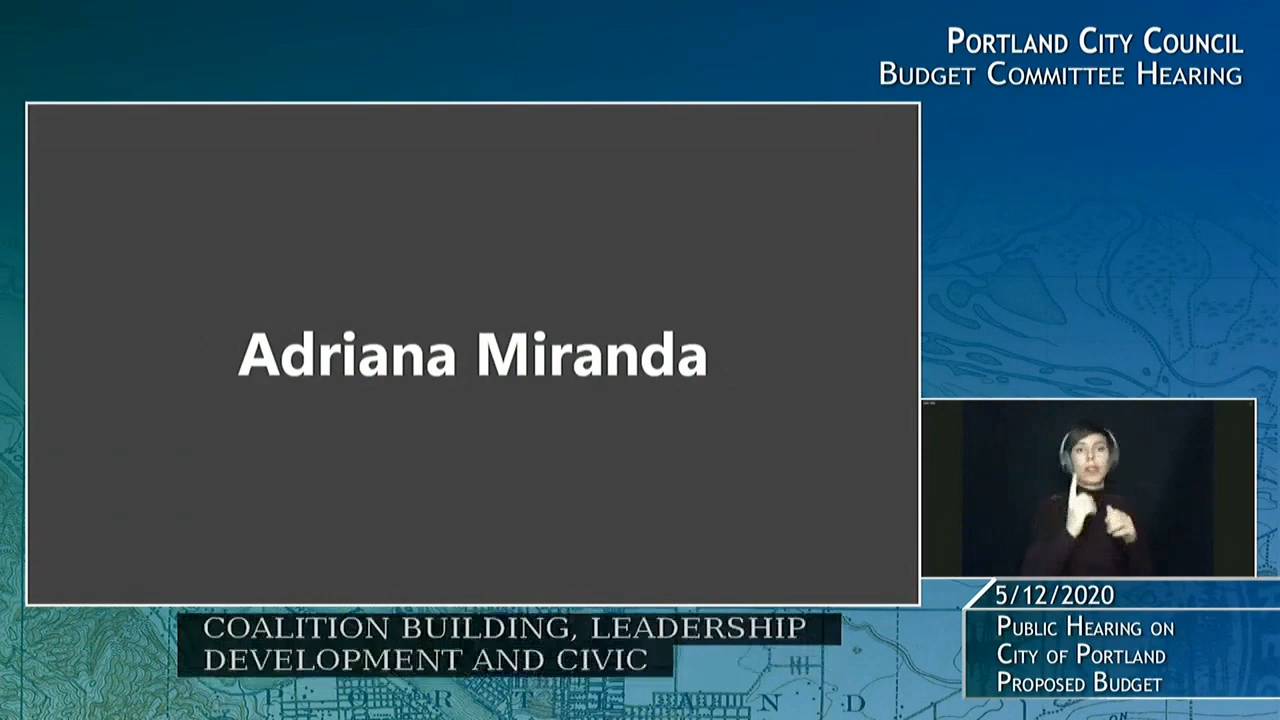 PORTLAND CITY COUNCIL
BUDGET COMMITTEE HEARING
Adriana Miranda
5/12/2020
PUBLIC HEARING ON
CITY OF PORTLAND
PROPOSED BUDGET
COALITION BUILDING, LEADERSHIP
DEVELOPMENT AND CIVIC
P O R T L A N D